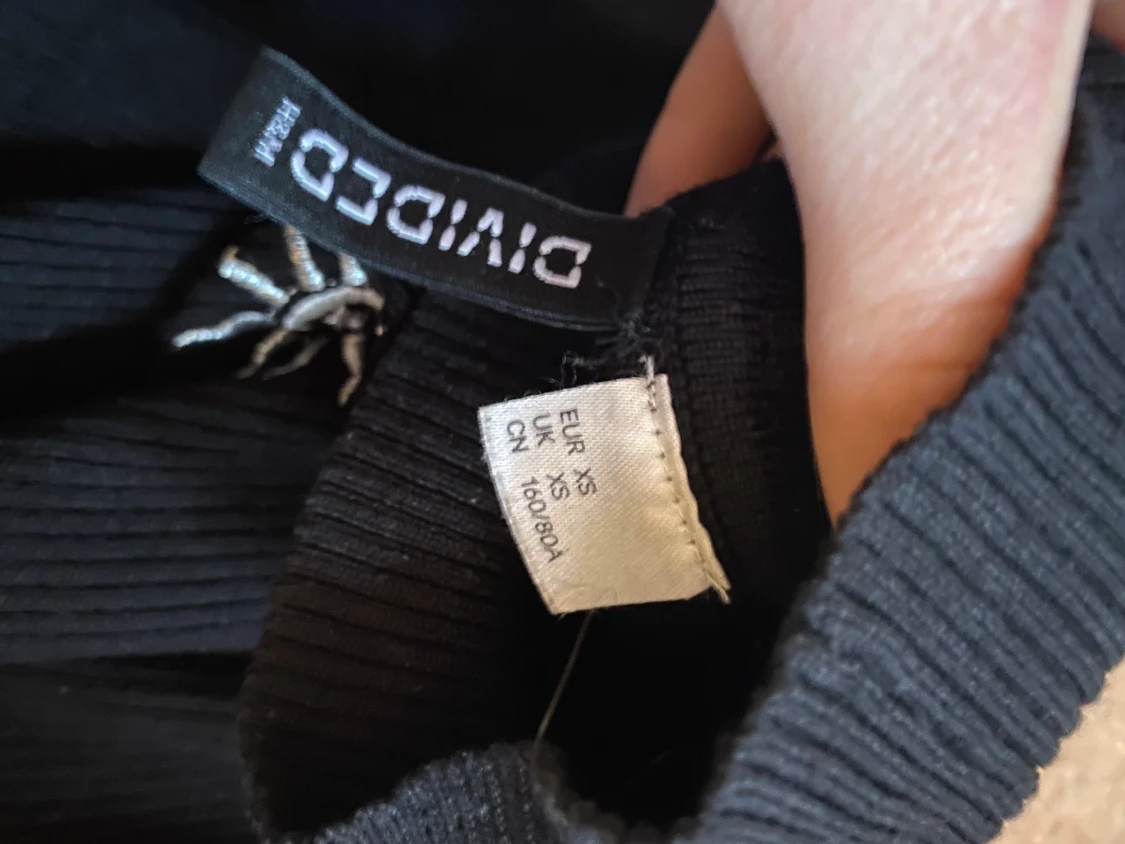 DIVIDED
H&M
EUR XS
UK XS
CN 160/80A